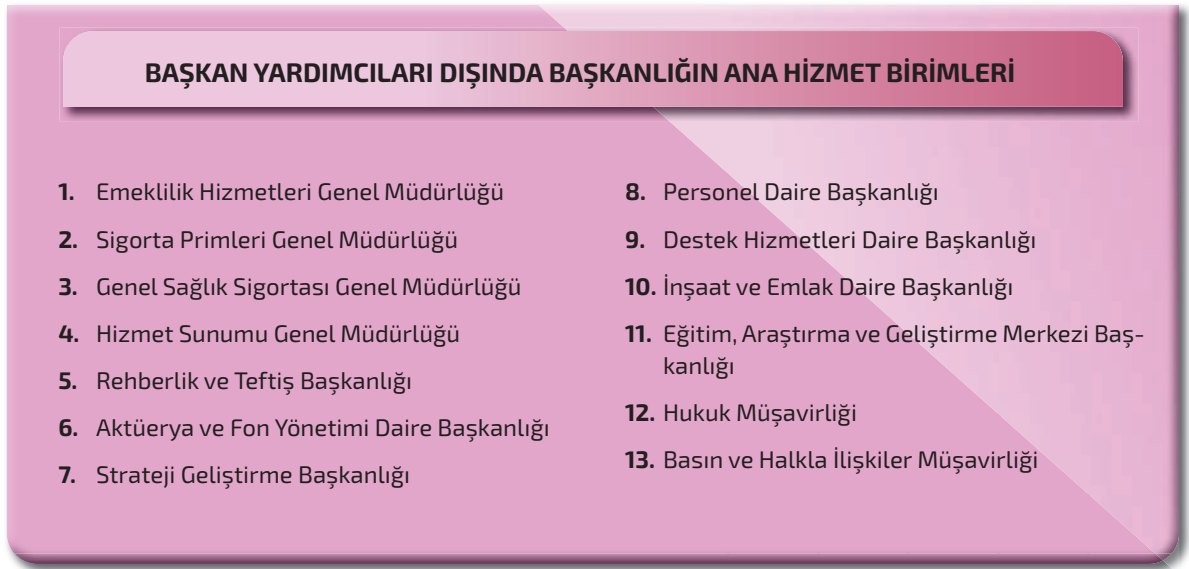 BAŞKAN YARDIMCILARI DIŞINDA BAŞKANLIĞIN ANA HİZMET BİRİMLERİ
1. Emeklilik Hizmetleri Genel Müdürlüğü
2. Sigorta Primleri Genel Müdürlüğü
3. Genel Sağlık Sigortası Genel Müdürlüğü
4. Hizmet Sunumu Genel Müdürlüğü
5. Rehberlik ve Teftiş Başkanlığı
6. Aktüerya ve Fon Yönetimi Daire Başkanlığı
7. Strateji Geliştirme Başkanlığı
8. Personel Daire Başkanlığı
9. Destek Hizmetleri Daire Başkanlığı
10. İnşaat ve Emlak Daire Başkanlığı
11. Eğitim, Araştırma ve Geliştirme Merkezi Baş-
kanlığı
12. Hukuk Müşavirliği
13. Basın ve Halkla İlişkiler Müşavirliği